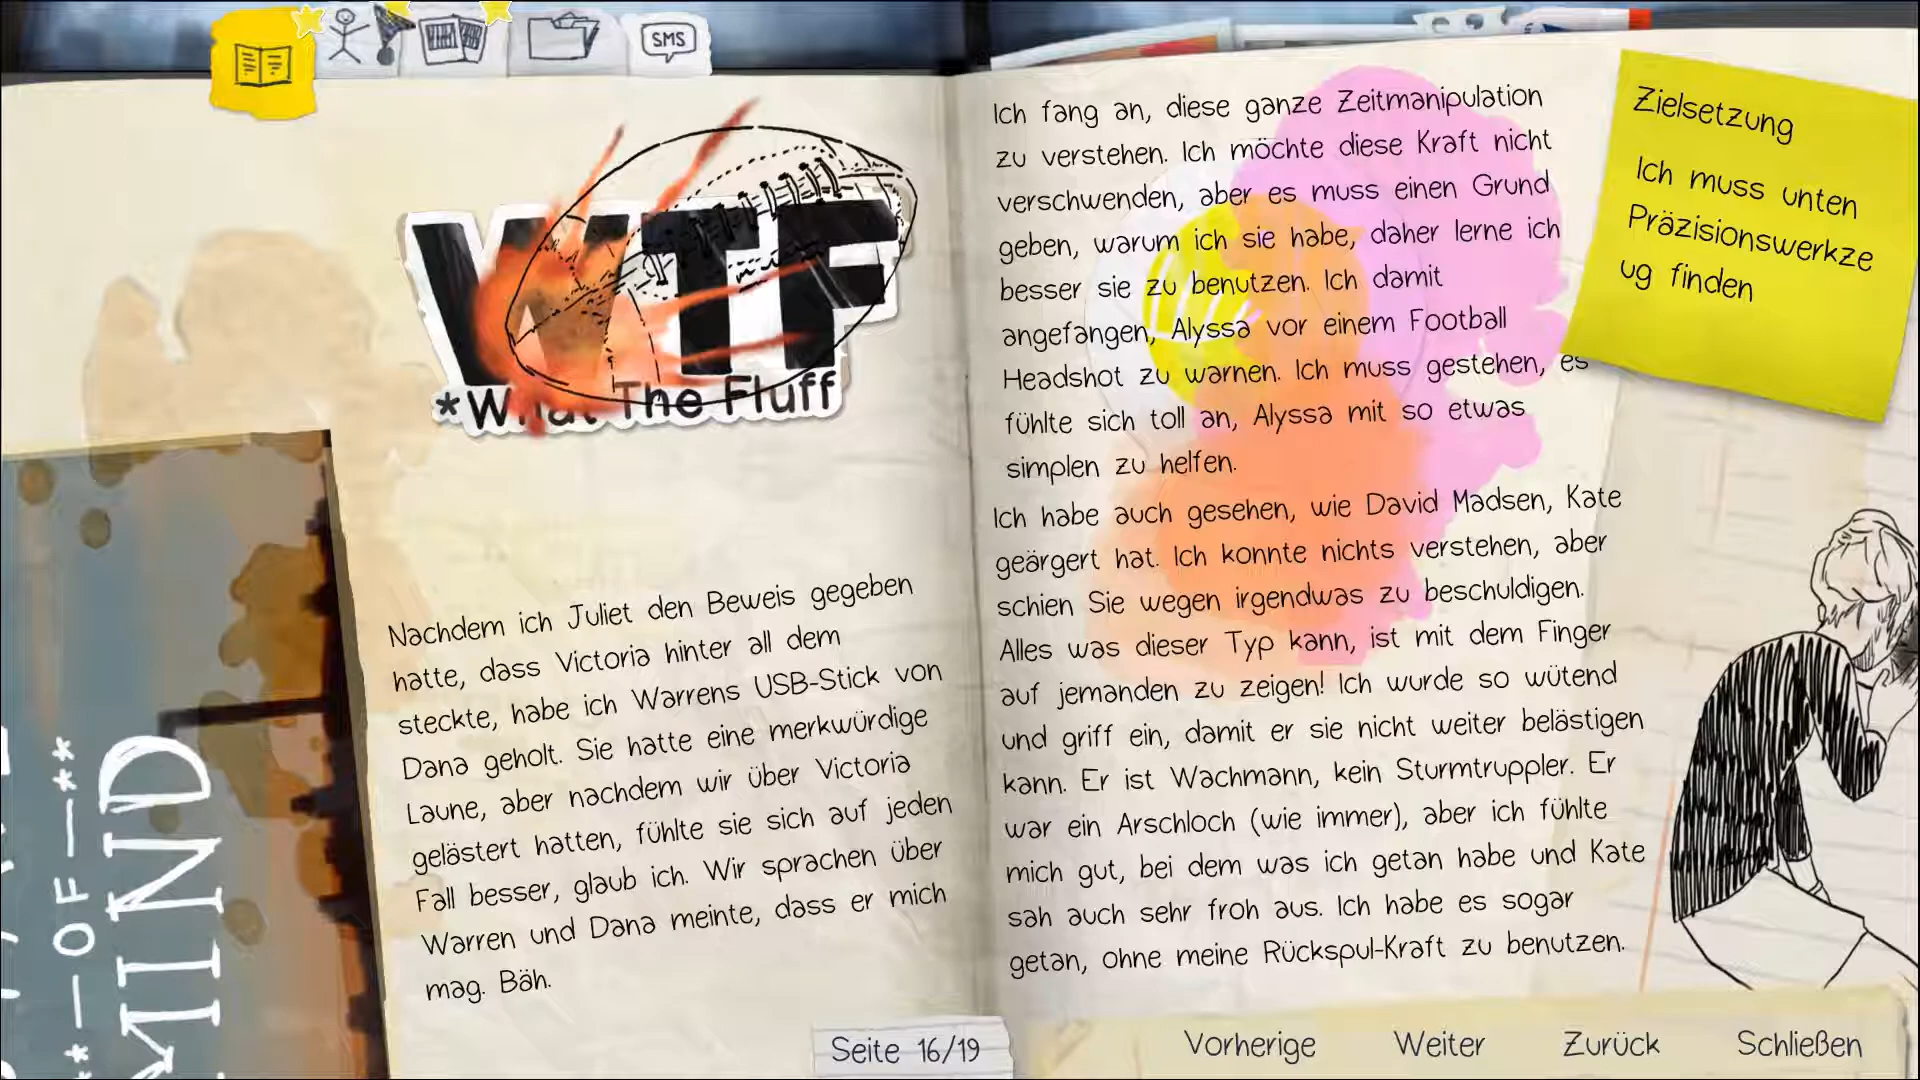 SMS
WTF
*What The Fluff
Nachdem ich Juliet den Beweis gegeben
hatte, dass Victoria hinter all dem
steckte, habe ich Warrens USB-Stick von
Dana geholt. Sie hatte eine merkwürdige
Laune, aber nachdem wir über Victoria
gelästert hatten, fühlte sie sich auf jeden
Fall besser, glaub ich. Wir sprachen über
Warren und Dana meinte, dass er mich
mag. Bäh.
**—OF—**
MIND
Seite 16/19
Ich fang an, diese ganze Zeitmanipulation
zu verstehen. Ich möchte diese Kraft nicht
verschwenden, aber es muss einen Grund
geben, warum ich sie habe, daher lerne ich
besser sie zu benutzen. Ich damit
angefangen, Alyssa vor einem Football
Headshot zu warnen. Ich muss gestehen, es
fühlte sich toll an, Alyssa mit so etwas
simplen zu helfen.
Ich habe auch gesehen, wie David Madsen, Kate
geärgert hat. Ich konnte nichts verstehen, aber
schien Sie wegen irgendwas zu beschuldigen.
Alles was dieser Typ kann, ist mit dem Finger
auf jemanden zu zeigen! Ich wurde so wütend
und griff ein, damit er sie nicht weiter belästigen
kann. Er ist Wachmann, kein Sturmtruppler. Er
war ein Arschloch (wie immer), aber ich fühlte
mich gut, bei dem was ich getan habe und Kate
sah auch sehr froh aus. Ich habe es sogar
getan, ohne meine Rückspul-Kraft zu benutzen.
Zielsetzung
Ich muss unten
Präzisionswerkze
ug finden
Vorherige Weiter Zurück Schließen